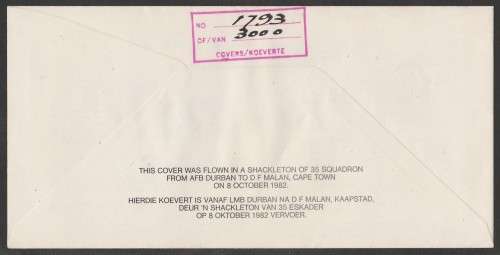 NO 1793
OF/VAN 3000
COVERS/KOEVERTE
THIS COVER WAS FLOWN IN A SHACKLETON OF 35 SQUADRON
FROM AFB DURBAN TO D F MALAN, CAPE TOWN
ON 8 OCTOBER 1982.
HIERDIE KOEVERT IS VANAF LMB DURBAN NA D F MALAN, KAAPSTAD,
DEUR 'N SHACKLETON VAN 35 ESKADER
OP 8 OKTOBER 1982 VERVOER.